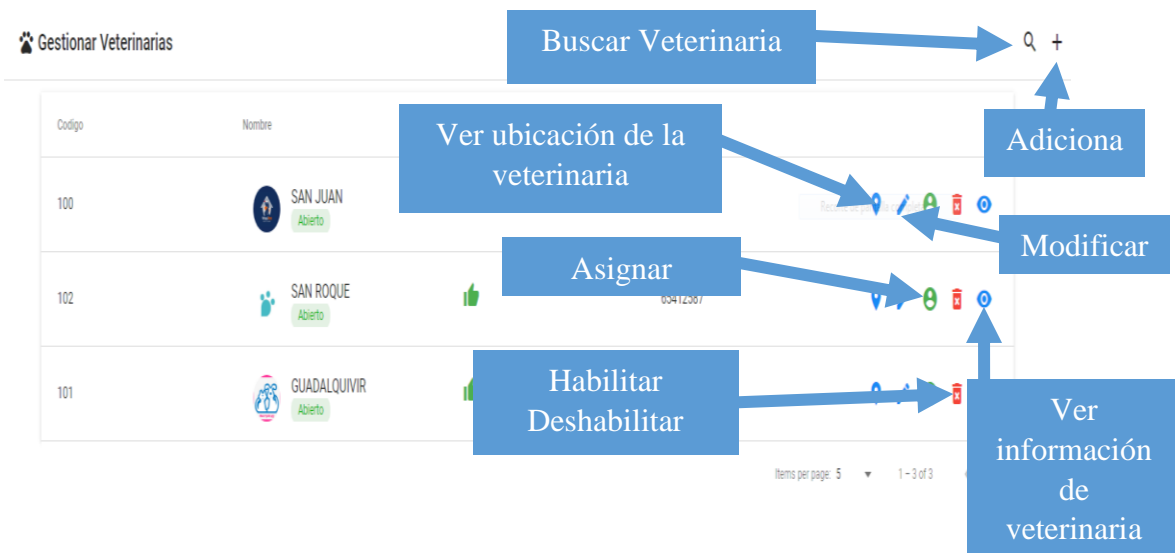 Gestionar Veterinarias
Buscar Veterinaria
Adiciona
Codigo Nombre
Ver ubicación de la
veterinaria
100 SAN JUAN
Abierto
Modificar
Asignar
102 SAN ROQUE 65412587
Abierto
Habilitar
Deshabilitar
101 GUADALQUIVIR
Abierto
Ver
información
de
veterinaria
Items per page: 5 1 – 3 of 3